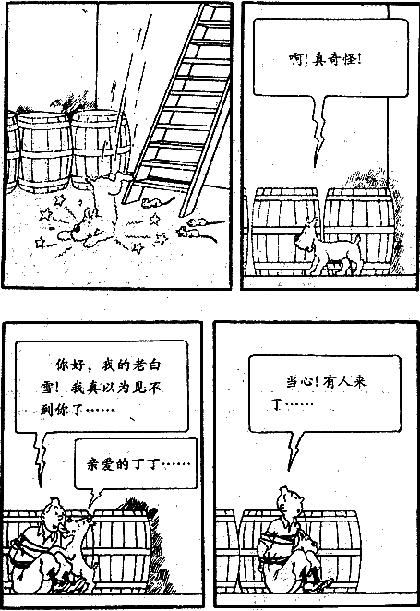 啊！真奇怪！
你好，我的老白
雪！我真以为见不
到你了……
亲爱的丁丁……
当心！有人来
了……